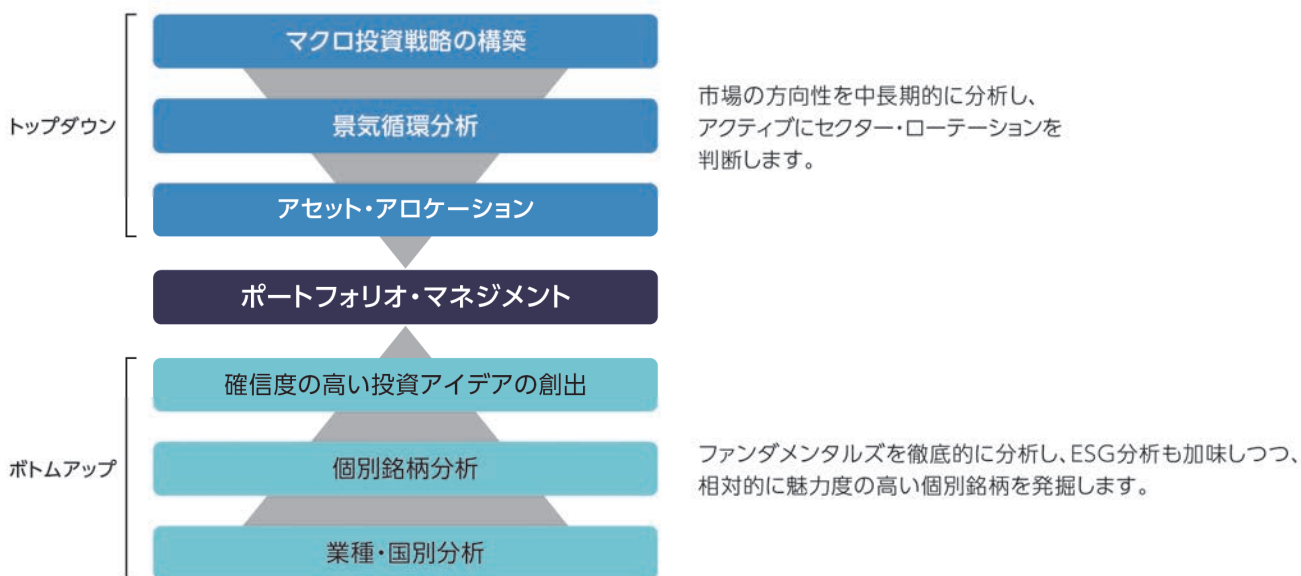 マクロ投資戦略の構築
トップダウン
景気循環分析
アセット・アロケーション
市場の方向性を中長期的に分析し、
アクティブにセクター・ローテーションを
判断します。
ポートフォリオ・マネジメント
確信度の高い投資アイデアの創出
ボトムアップ
個別銘柄分析
業種・国別分析
ファンダメンタルズを徹底的に分析し、ESG分析も加味しつつ、
相対的に魅力度の高い個別銘柄を発掘します。